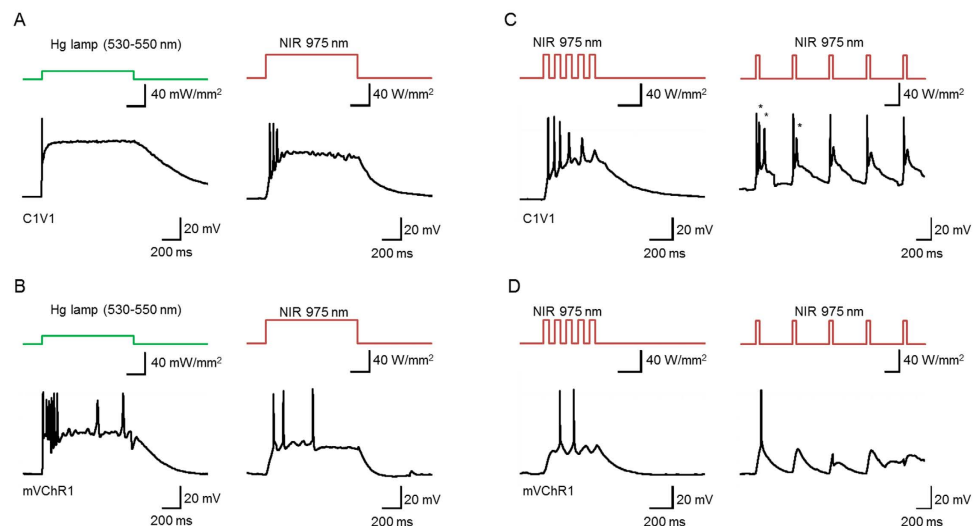 A
Hg lamp (530-550 nm)
40 mW/mm2
NIR 975 nm
40 W/mm2
C1V1
20 mV
200 ms
20 mV
200 ms
C
NIR 975 nm
40 W/mm2
NIR 975 nm
40 W/mm2
* * *
C1V1
20 mV
200 ms
20 mV
200 ms
B
Hg lamp (530-550 nm)
40 mW/mm2
NIR 975 nm
40 W/mm2
mVChR1
20 mV
200 ms
20 mV
200 ms
D
NIR 975 nm
40 W/mm2
NIR 975 nm
40 W/mm2
mVChR1
20 mV
200 ms
20 mV
200 ms